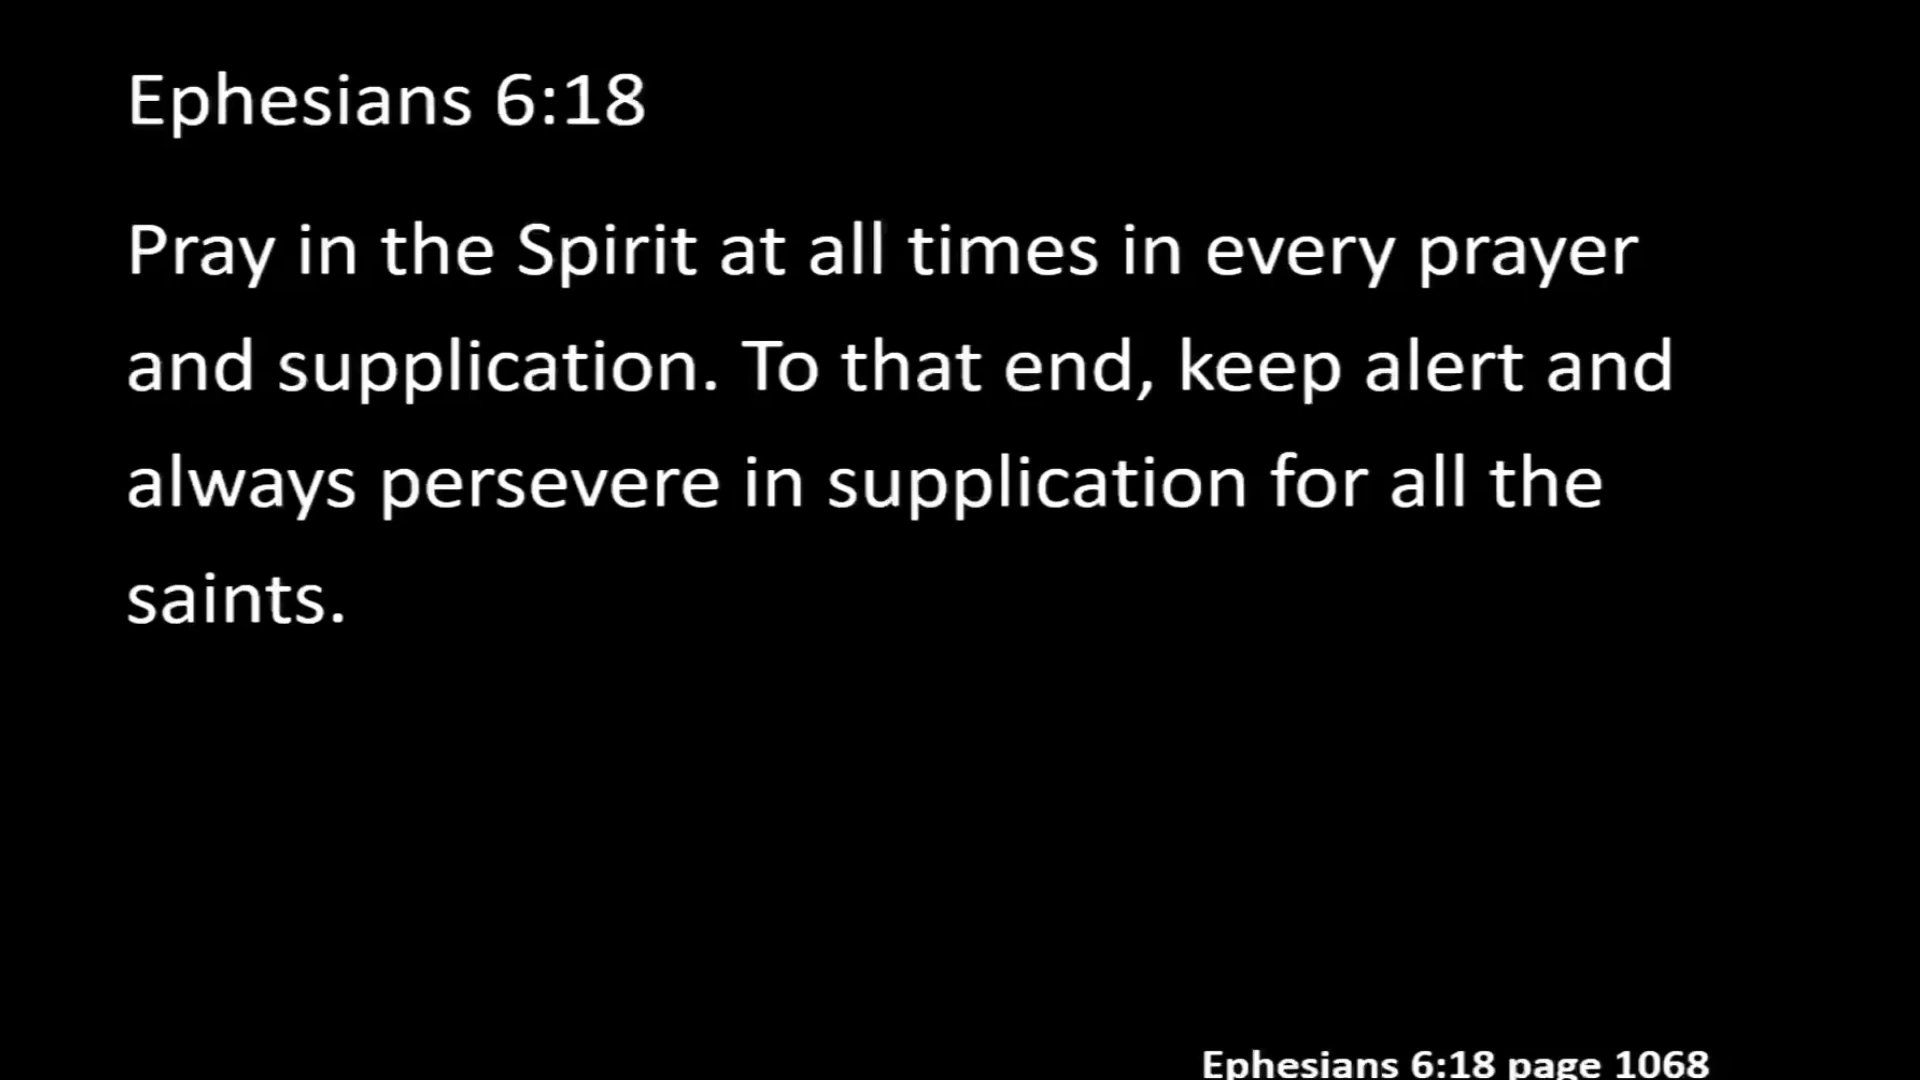 Ephesians 6:18
Pray in the Spirit at all times in every prayer
and supplication. To that end, keep alert and
always persevere in supplication for all the
saints.
Ephesians 6:18 page 1068